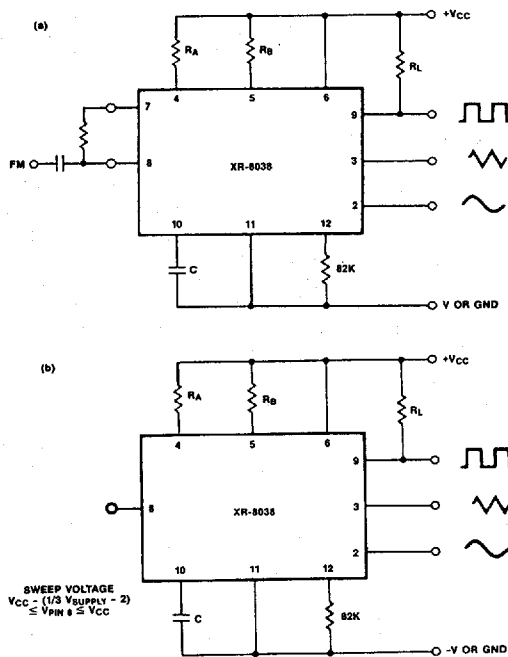 (a)
+VCC
RA
RB
RL
4
5
6
7
9
FM
8
XR-8038
3
2
10
11
12
C
82K
V OR GND
(b)
+VCC
RA
RB
RL
4
5
6
9
8
XR-8038
3
2
10
11
12
SWEEP VOLTAGE
VCC - (1/3 VSUPPLY - 2)
≤ VPIN 8 ≤ VCC
C
82K
-V OR GND